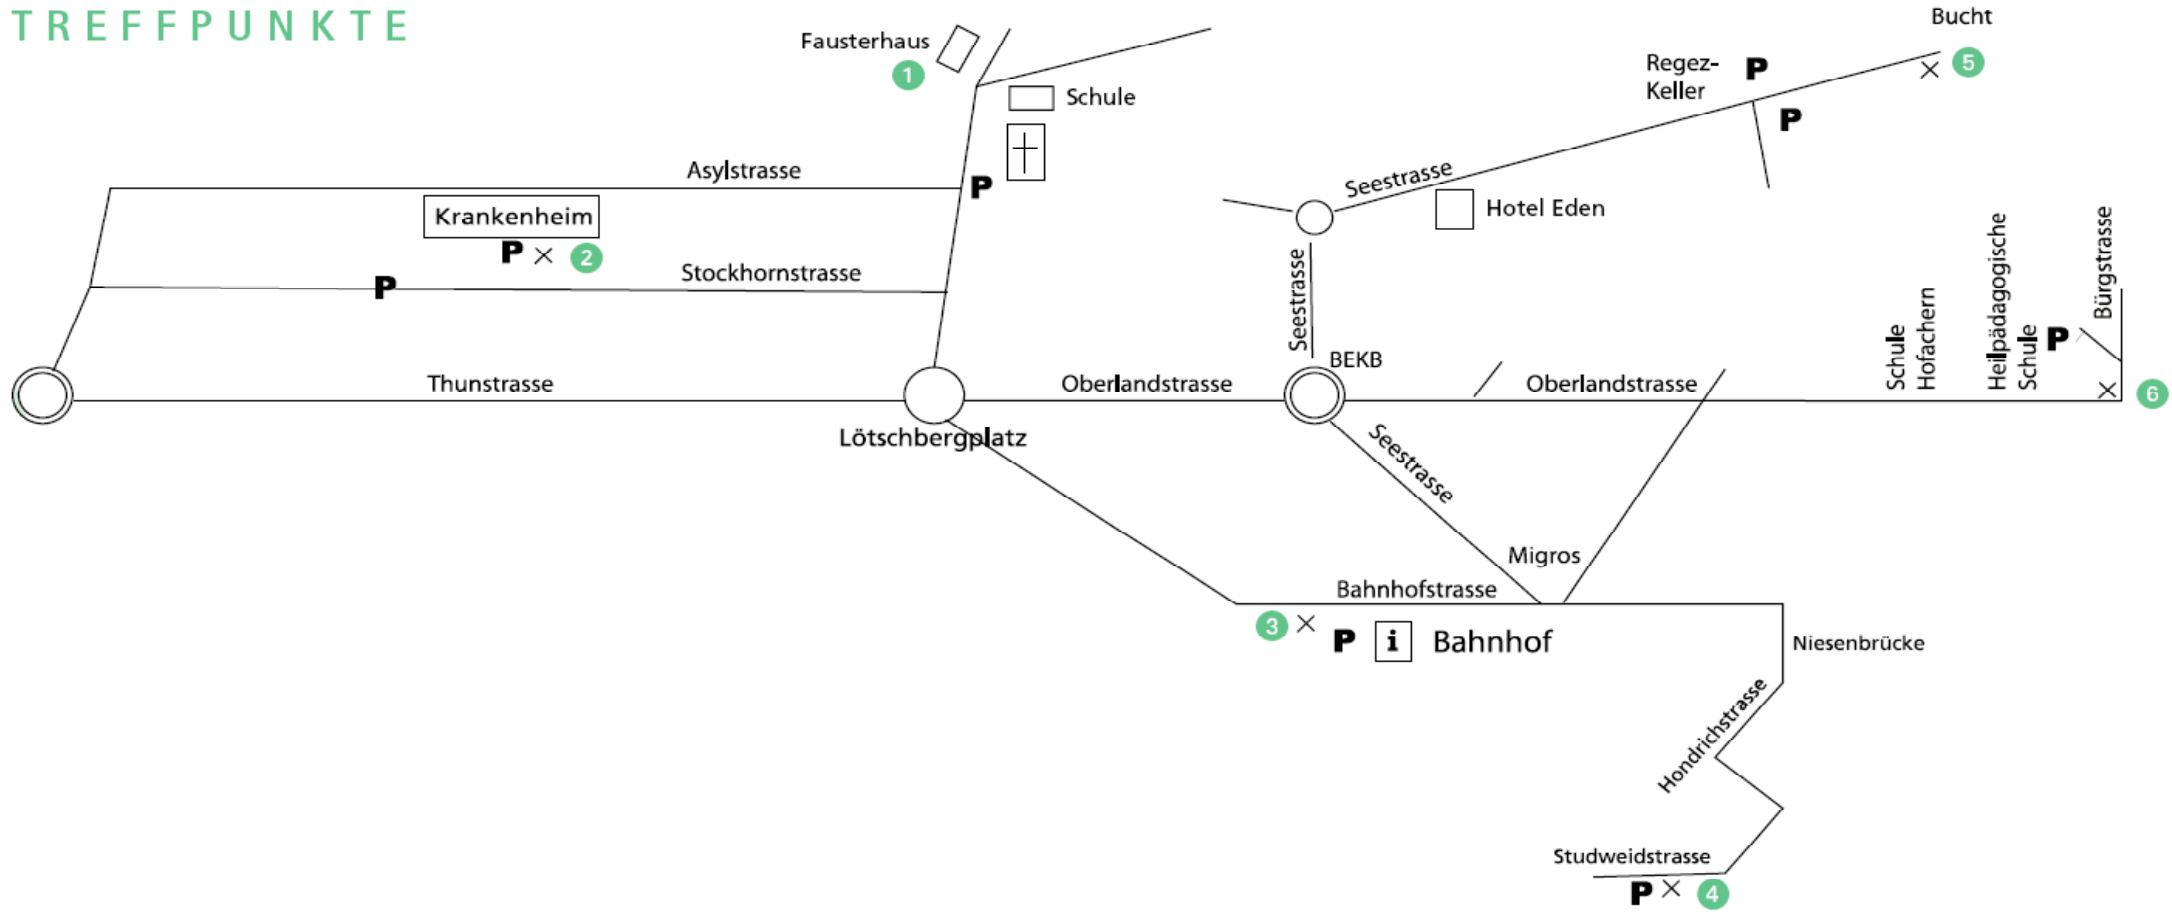 TREFFPUNKTE
Bucht
Fausterhaus
1
Regez-
Keller
P
5
Schule
P
Asylstrasse
P
Seestrasse
Hotel Eden
Krankenheim
P
2
Stockhornstrasse
P
Seestrasse
BEKB
Schule
Hofachern
Heilpädagogische
Schule
P
Bürgstrasse
Thunstrasse
Oberlandstrasse
Oberlandstrasse
6
Lötschbergplatz
Seestrasse
Migros
Bahnhofstrasse
3
P
i
Bahnhof
Niesenbrücke
Hondrichstrasse
Studweidstrasse
P
4